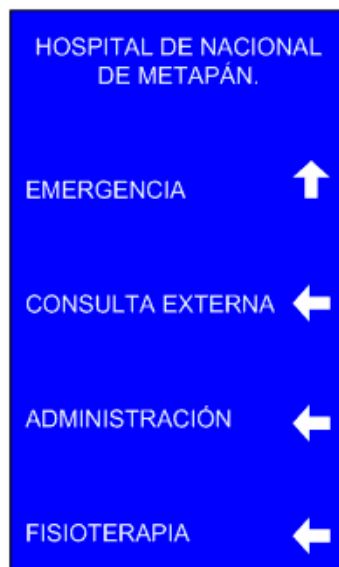 HOSPITAL DE NACIONAL
DE METAPÁN.
EMERGENCIA
CONSULTA EXTERNA
ADMINISTRACIÓN
FISIOTERAPIA